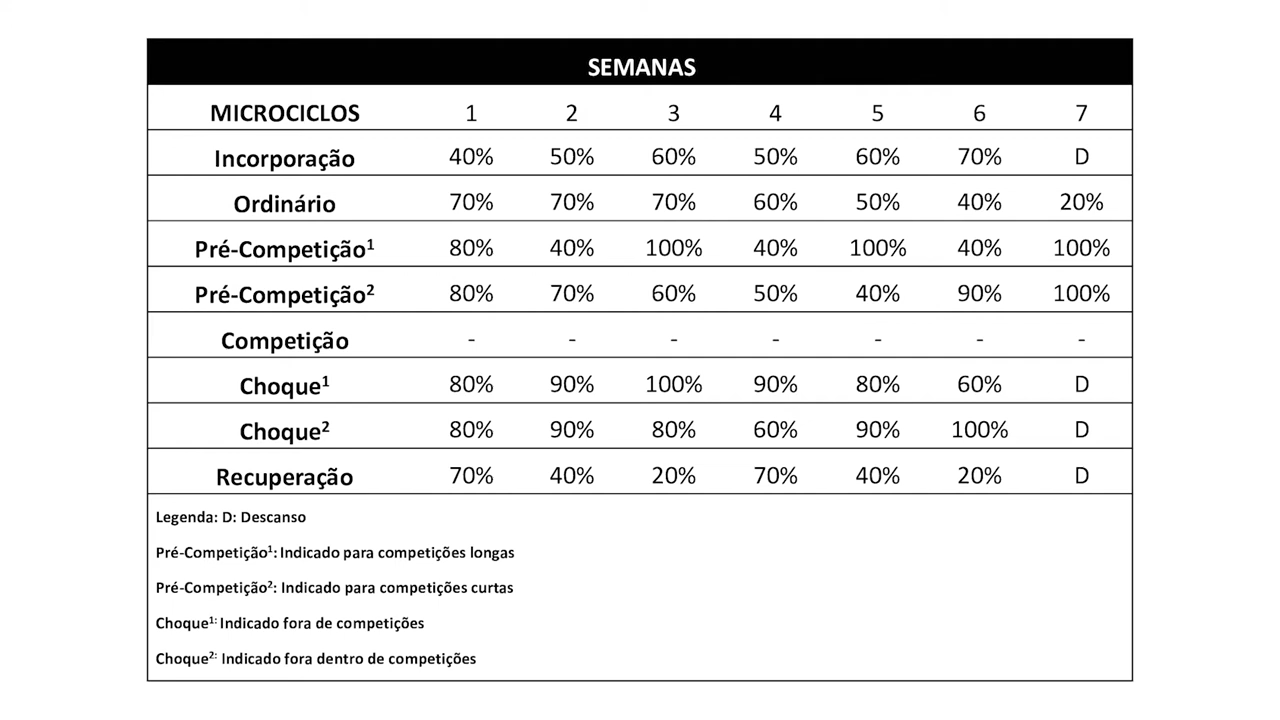 SEMANAS
MICROCICLOS 1 2 3 4 5 6 7
Incorporação 40% 50% 60% 50% 60% 70% D
Ordinário 70% 70% 70% 60% 50% 40% 20%
Pré-Competição¹ 80% 40% 100% 40% 100% 40% 100%
Pré-Competição² 80% 70% 60% 50% 40% 90% 100%
Competição - - - - - - -
Choque¹ 80% 90% 100% 90% 80% 60% D
Choque² 80% 90% 80% 60% 90% 100% D
Recuperação 70% 40% 20% 70% 40% 20% D
Legenda: D: Descanso
Pré-Competição¹: Indicado para competições longas
Pré-Competição²: Indicado para competições curtas
Choque¹: Indicado fora de competições
Choque²: Indicado fora dentro de competições